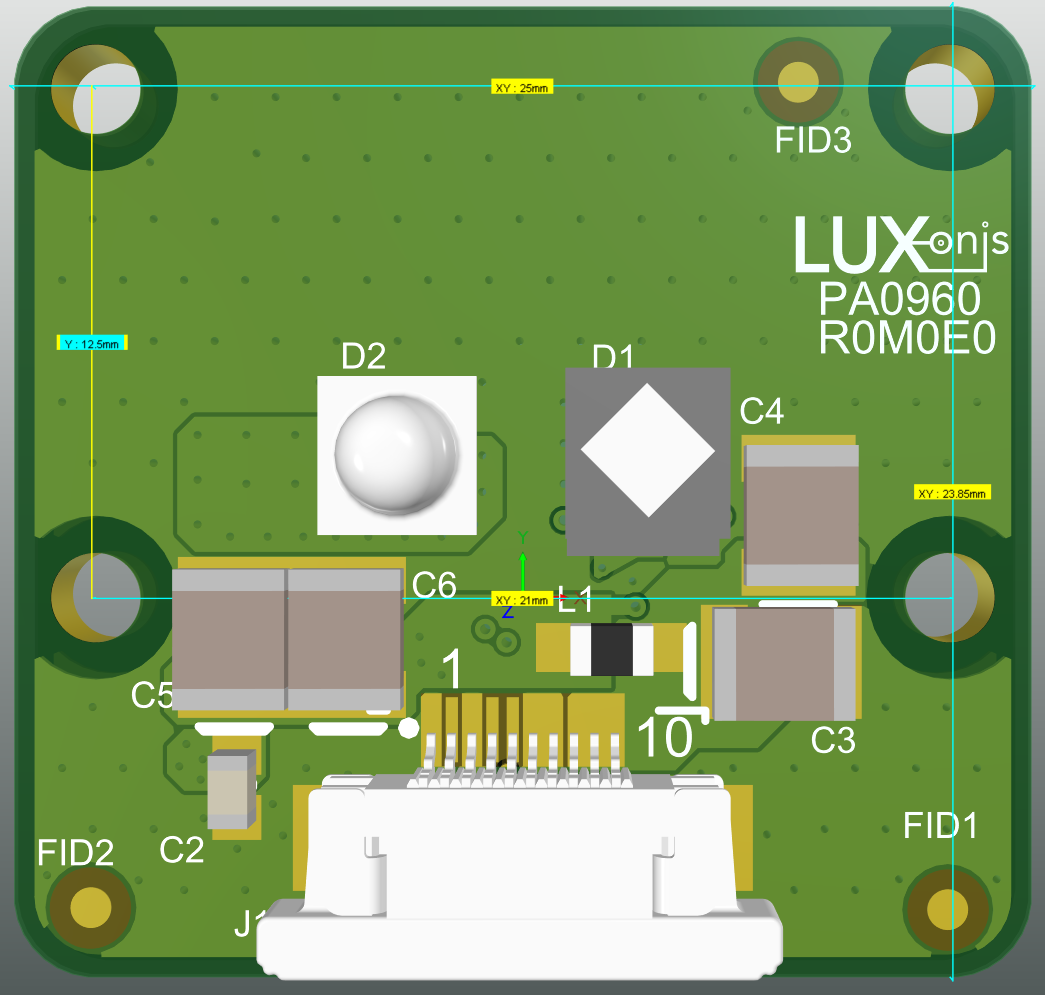 XY : 25mm
FID3
LUXonis
PA0960
R0M0E0
Y : 12.5mm
D2
D1
C4
XY : 23.85mm
Y
C6
L1
XY : 21mm
X
Z
1
C5
10
C3
FID1
C2
FID2
J1